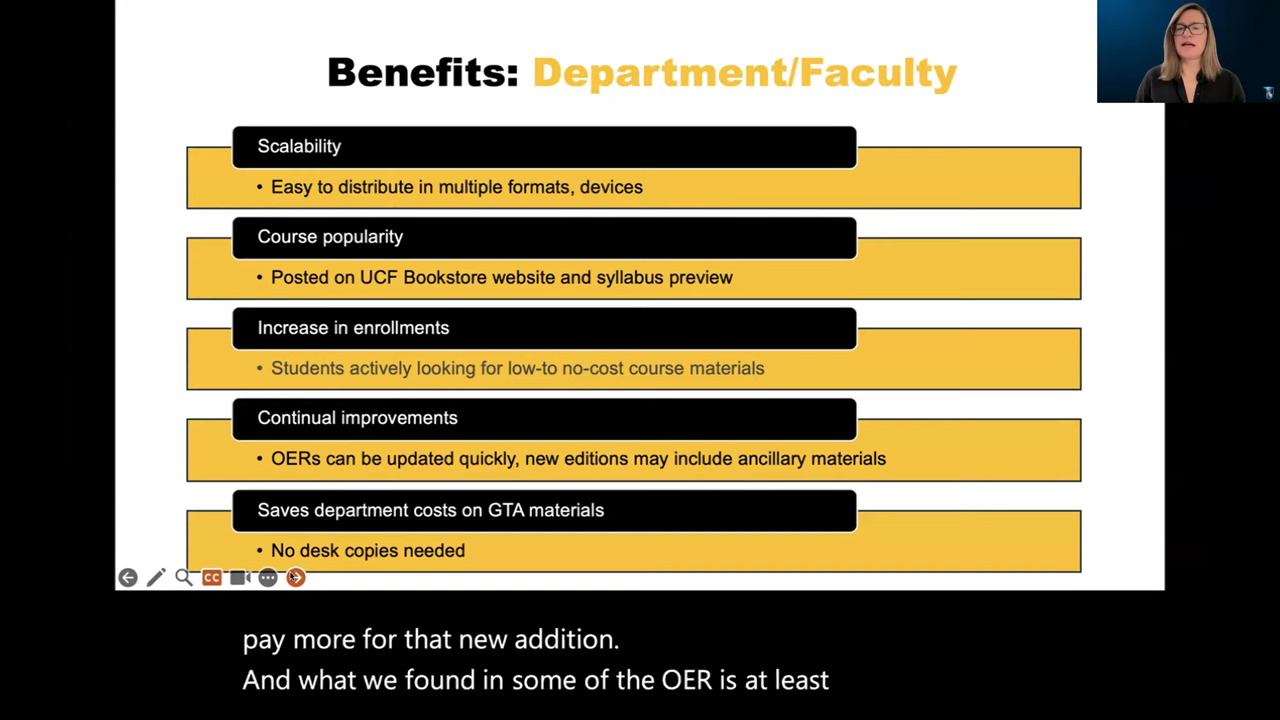 Benefits: Department/Faculty
Scalability
• Easy to distribute in multiple formats, devices
Course popularity
• Posted on UCF Bookstore website and syllabus preview
Increase in enrollments
• Students actively looking for low-to no-cost course materials
Continual improvements
• OERs can be updated quickly, new editions may include ancillary materials
Saves department costs on GTA materials
• No desk copies needed
CC
pay more for that new addition.
And what we found in some of the OER is at least